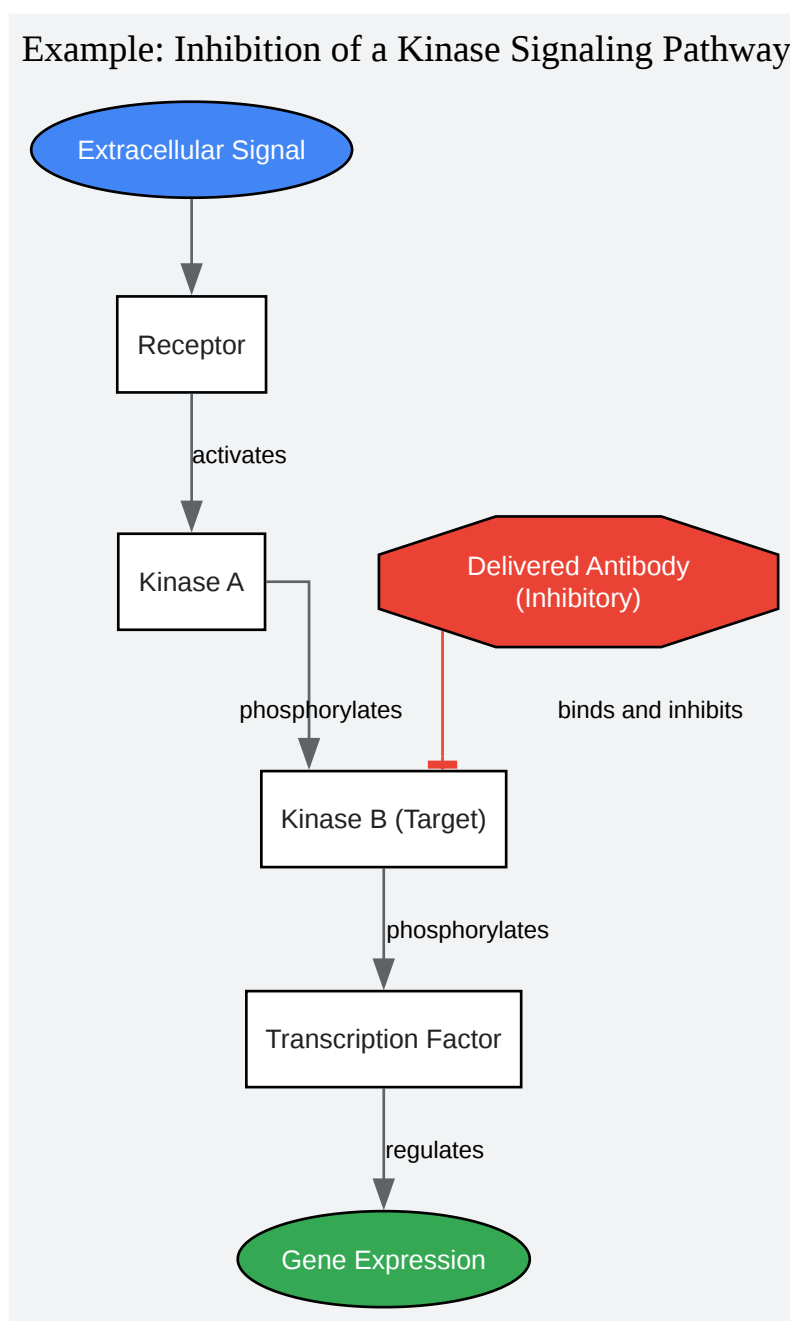 Example: Inhibition of a Kinase Signaling Pathway
Extracellular Signal
Receptor
activates
Kinase A
Delivered Antibody
(Inhibitory)
phosphorylates
binds and inhibits
Kinase B (Target)
phosphorylates
Transcription Factor
regulates
Gene Expression